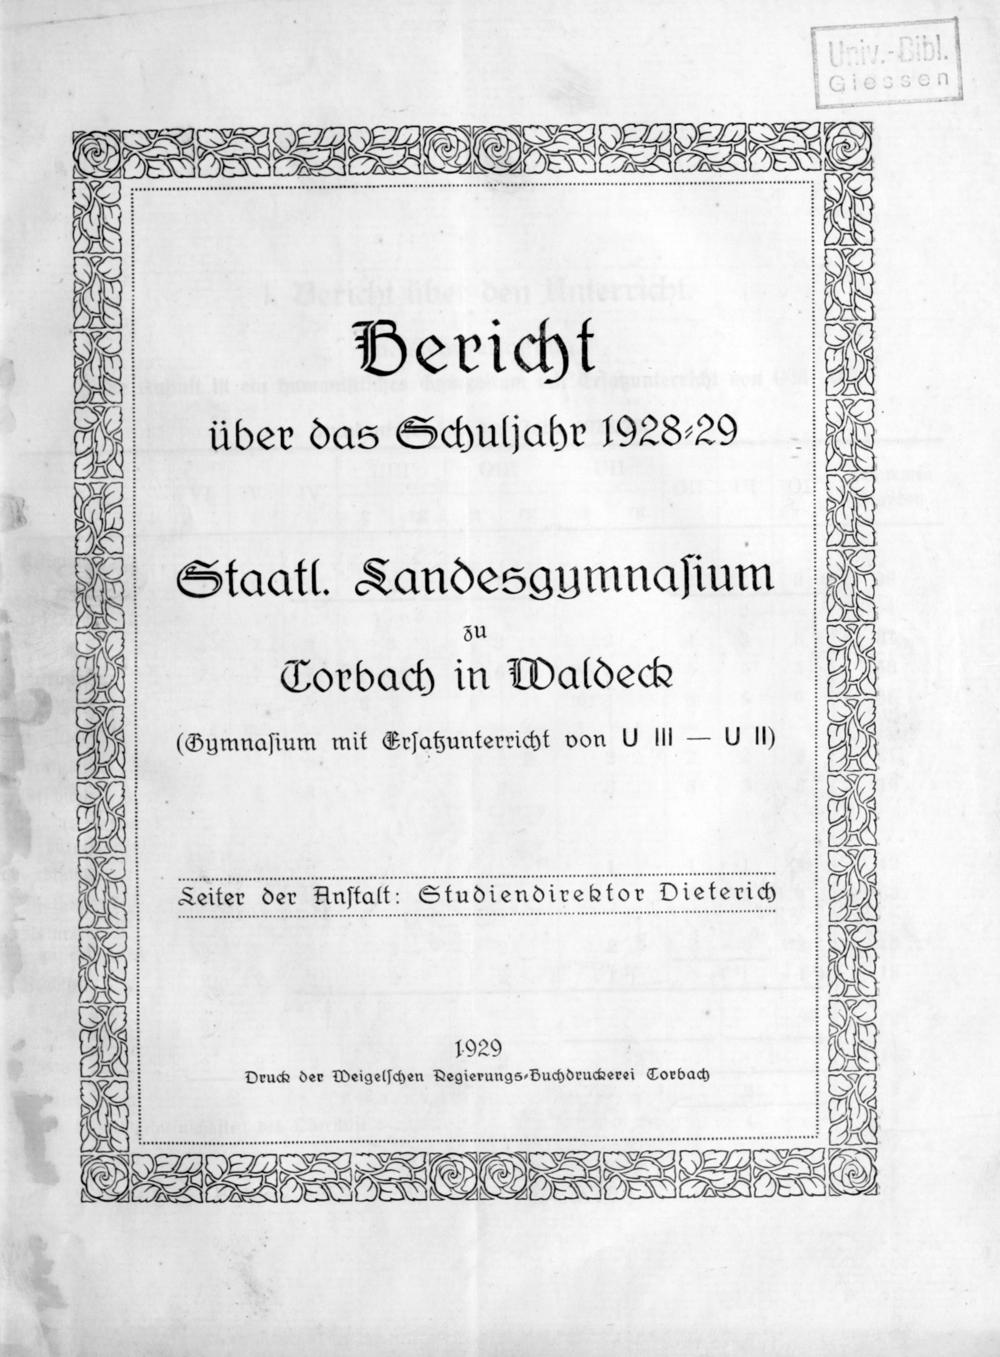 Univ.-Bibl.
Giessen
Bericht
über das Schuljahr 1928-29
Staatl. Landesgymnasium
zu
Corbach in Waldeck
(Gymnasium mit Ersatzunterricht von U III — U II)
Leiter der Anstalt: Studiendirektor Dieterich
1929
Druck der Weigelschen Regierungs-Buchdruckerei Corbach